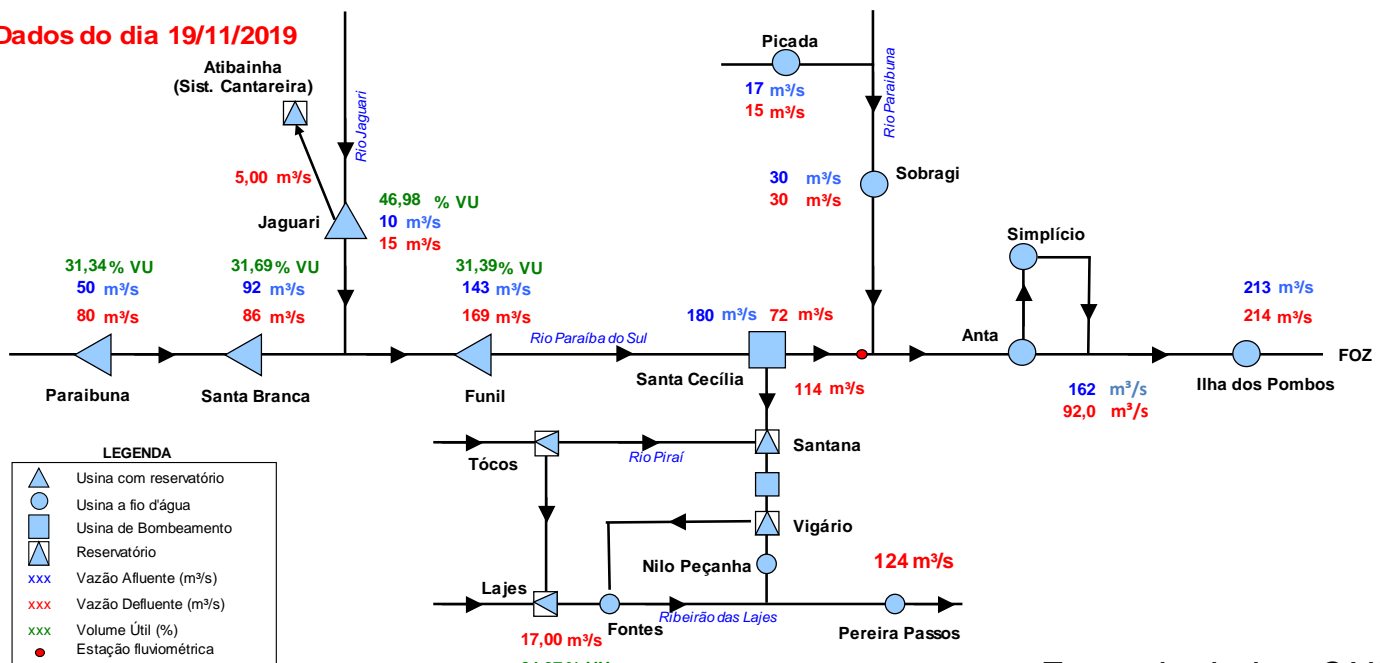 Dados do dia 19/11/2019
Atibainha
(Sist. Cantareira)
Rio Jaguari
5,00 m³/s
Jaguari
46,98 % VU
10 m³/s
15 m³/s
Picada
17 m³/s
15 m³/s
Rio Paraibuna
30 m³/s
30 m³/s
Sobragi
31,34 % VU
50 m³/s
80 m³/s
Paraibuna
31,69 % VU
92 m³/s
86 m³/s
Santa Branca
31,39 % VU
143 m³/s
169 m³/s
Funil
Rio Paraíba do Sul
180 m³/s 72 m³/s
Santa Cecília
114 m³/s
Simplício
Anta
162 m³/s
92,0 m³/s
213 m³/s
214 m³/s
Ilha dos Pombos
FOZ
Tócos
Rio Piraí
Santana
Vigário
Nilo Peçanha
124 m³/s
Lajes
17,00 m³/s
Fontes
Ribeirão das Lajes
Pereira Passos
LEGENDA
Usina com reservatório
Usina a fio d'água
Usina de Bombeamento
Reservatório
xxx Vazão Afluente (m³/s)
xxx Vazão Defluente (m³/s)
xxx Volume Útil (%)
Estação fluviométrica